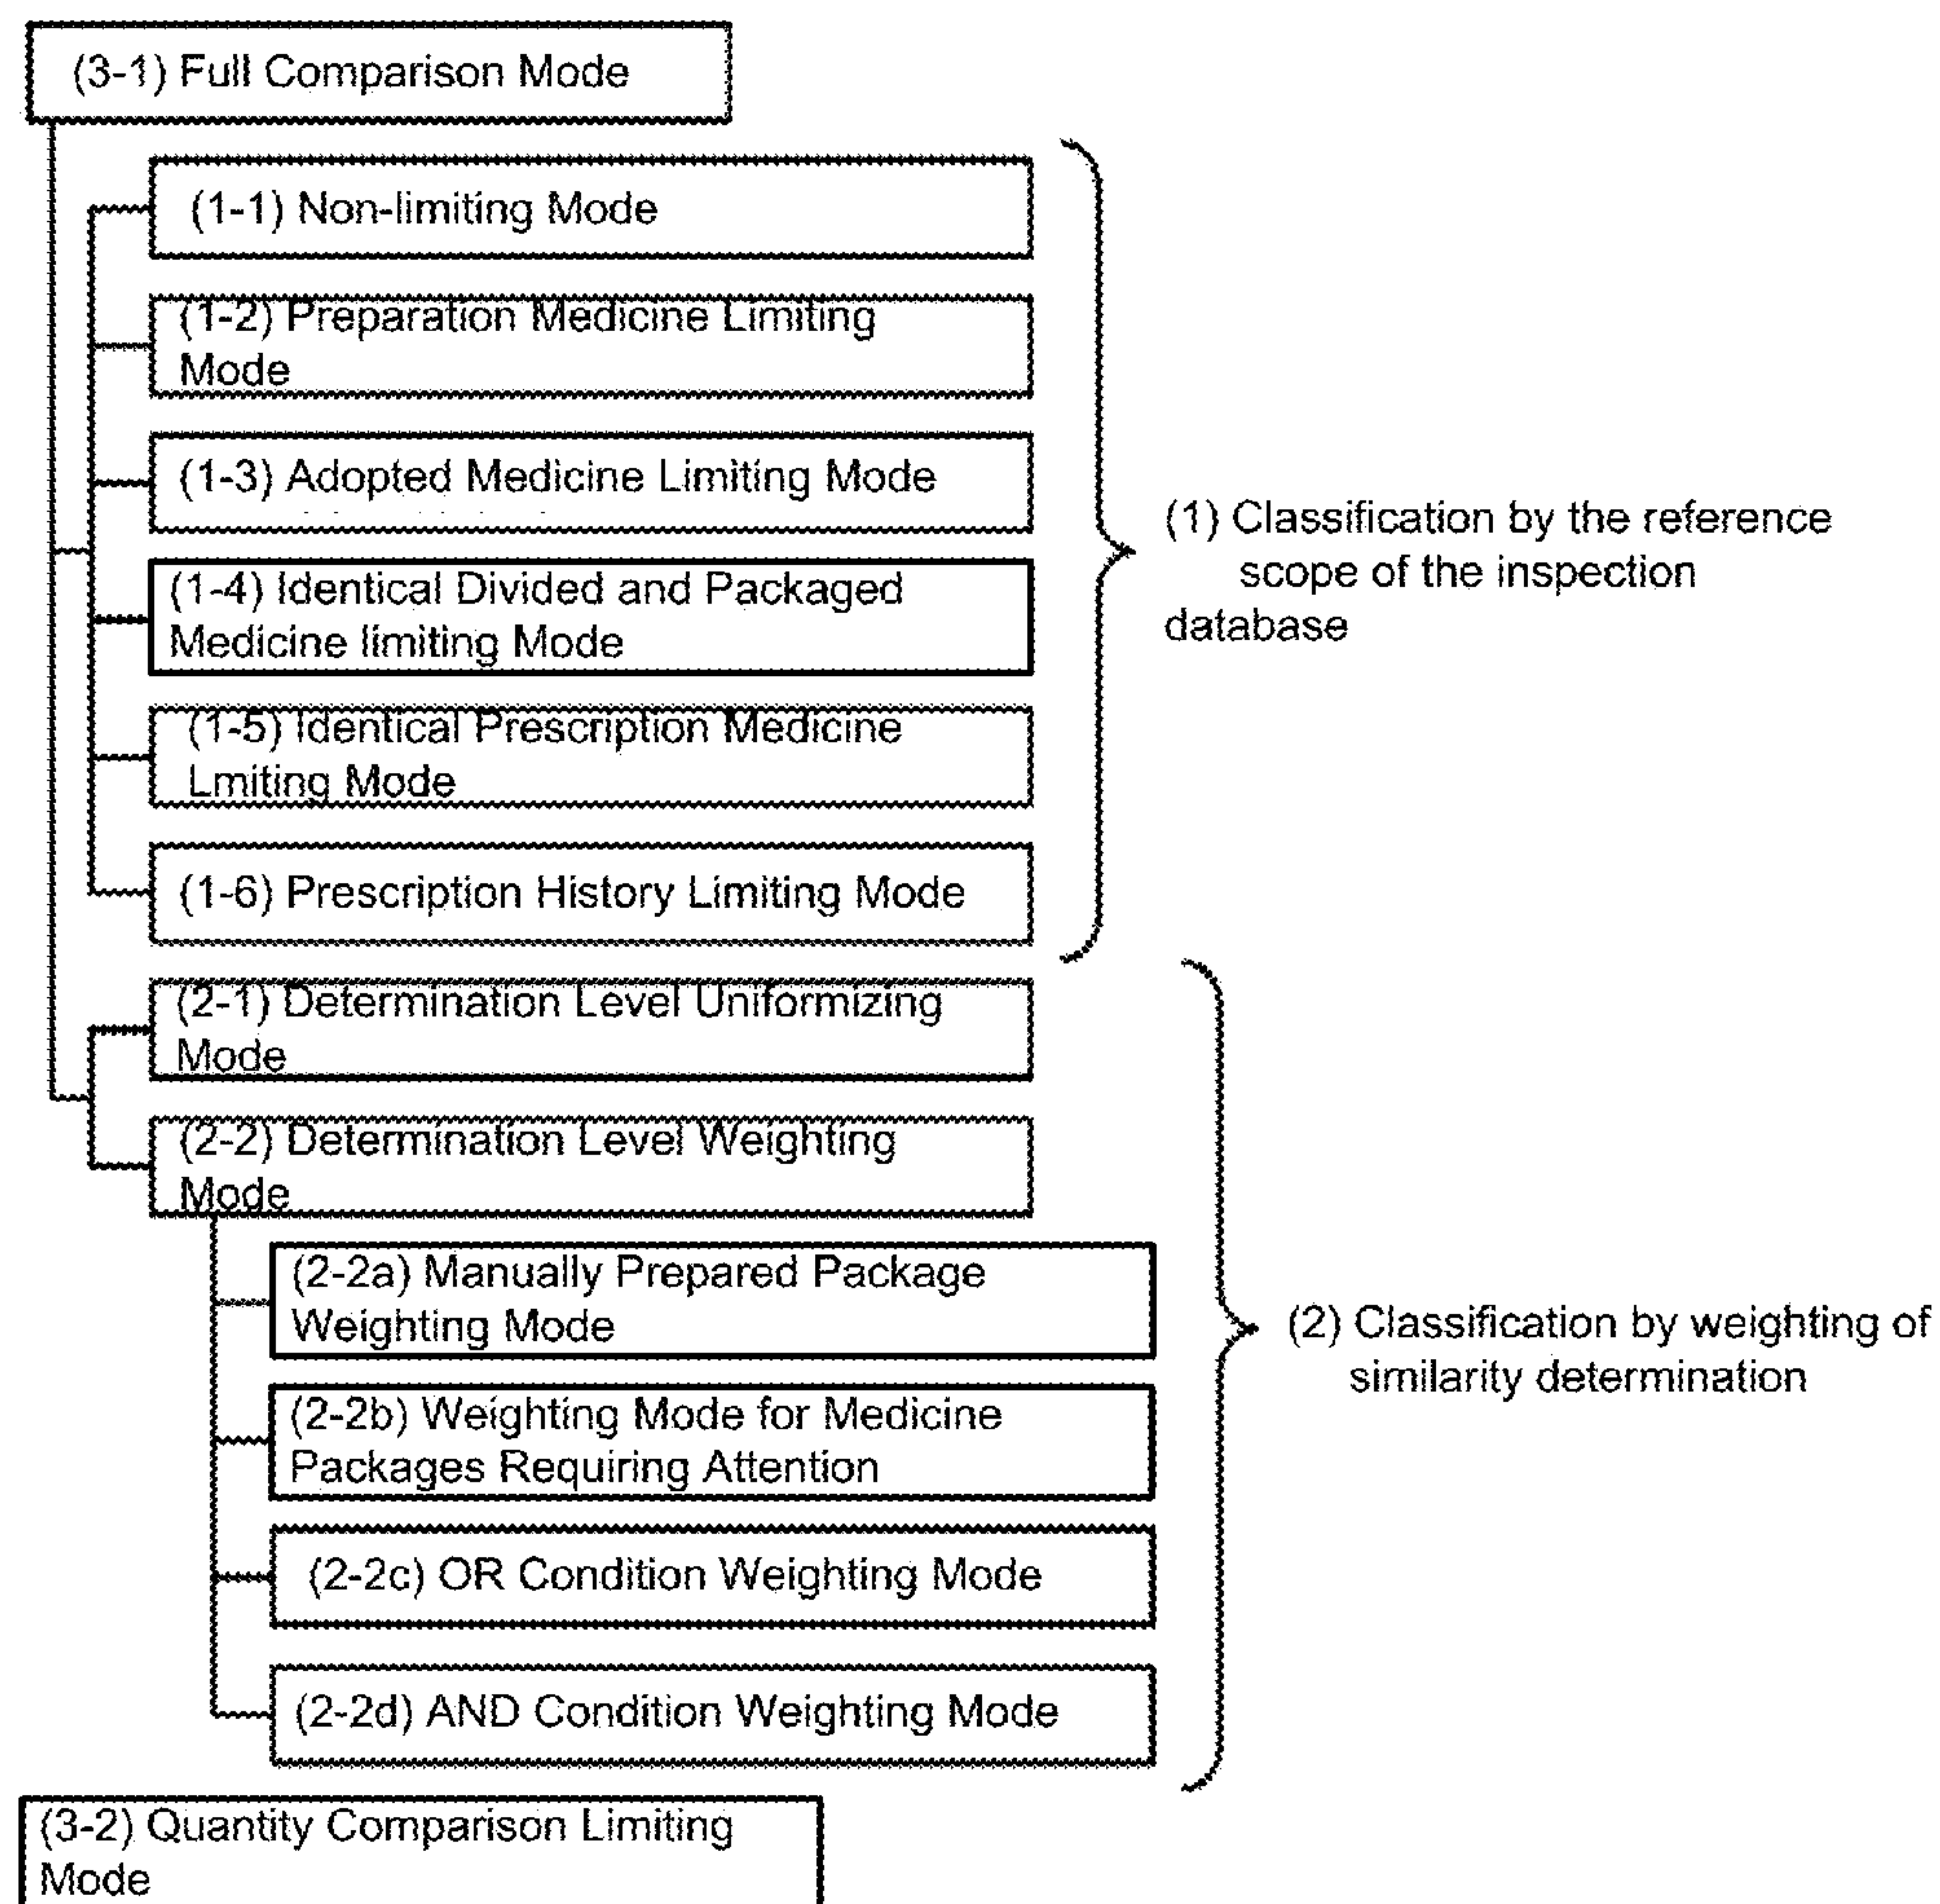 (3-1) Full Comparison Mode
(1-1) Non-limiting Mode
(1-2) Preparation Medicine Limiting
Mode
(1-3) Adopted Medicine Limiting Mode
(1-4) Identical Divided and Packaged
Medicine limiting Mode
(1-5) Identical Prescription Medicine
Lmiting Mode
(1-6) Prescription History Limiting Mode
(1) Classification by the reference
scope of the inspection
database
(2-1) Determination Level Uniformizing
Mode
(2-2) Determination Level Weighting
Mode
(2-2a) Manually Prepared Package
Weighting Mode
(2-2b) Weighting Mode for Medicine
Packages Requiring Attention
(2-2c) OR Condition Weighting Mode
(2-2d) AND Condition Weighting Mode
(2) Classification by weighting of
similarity determination
(3-2) Quantity Comparison Limiting
Mode